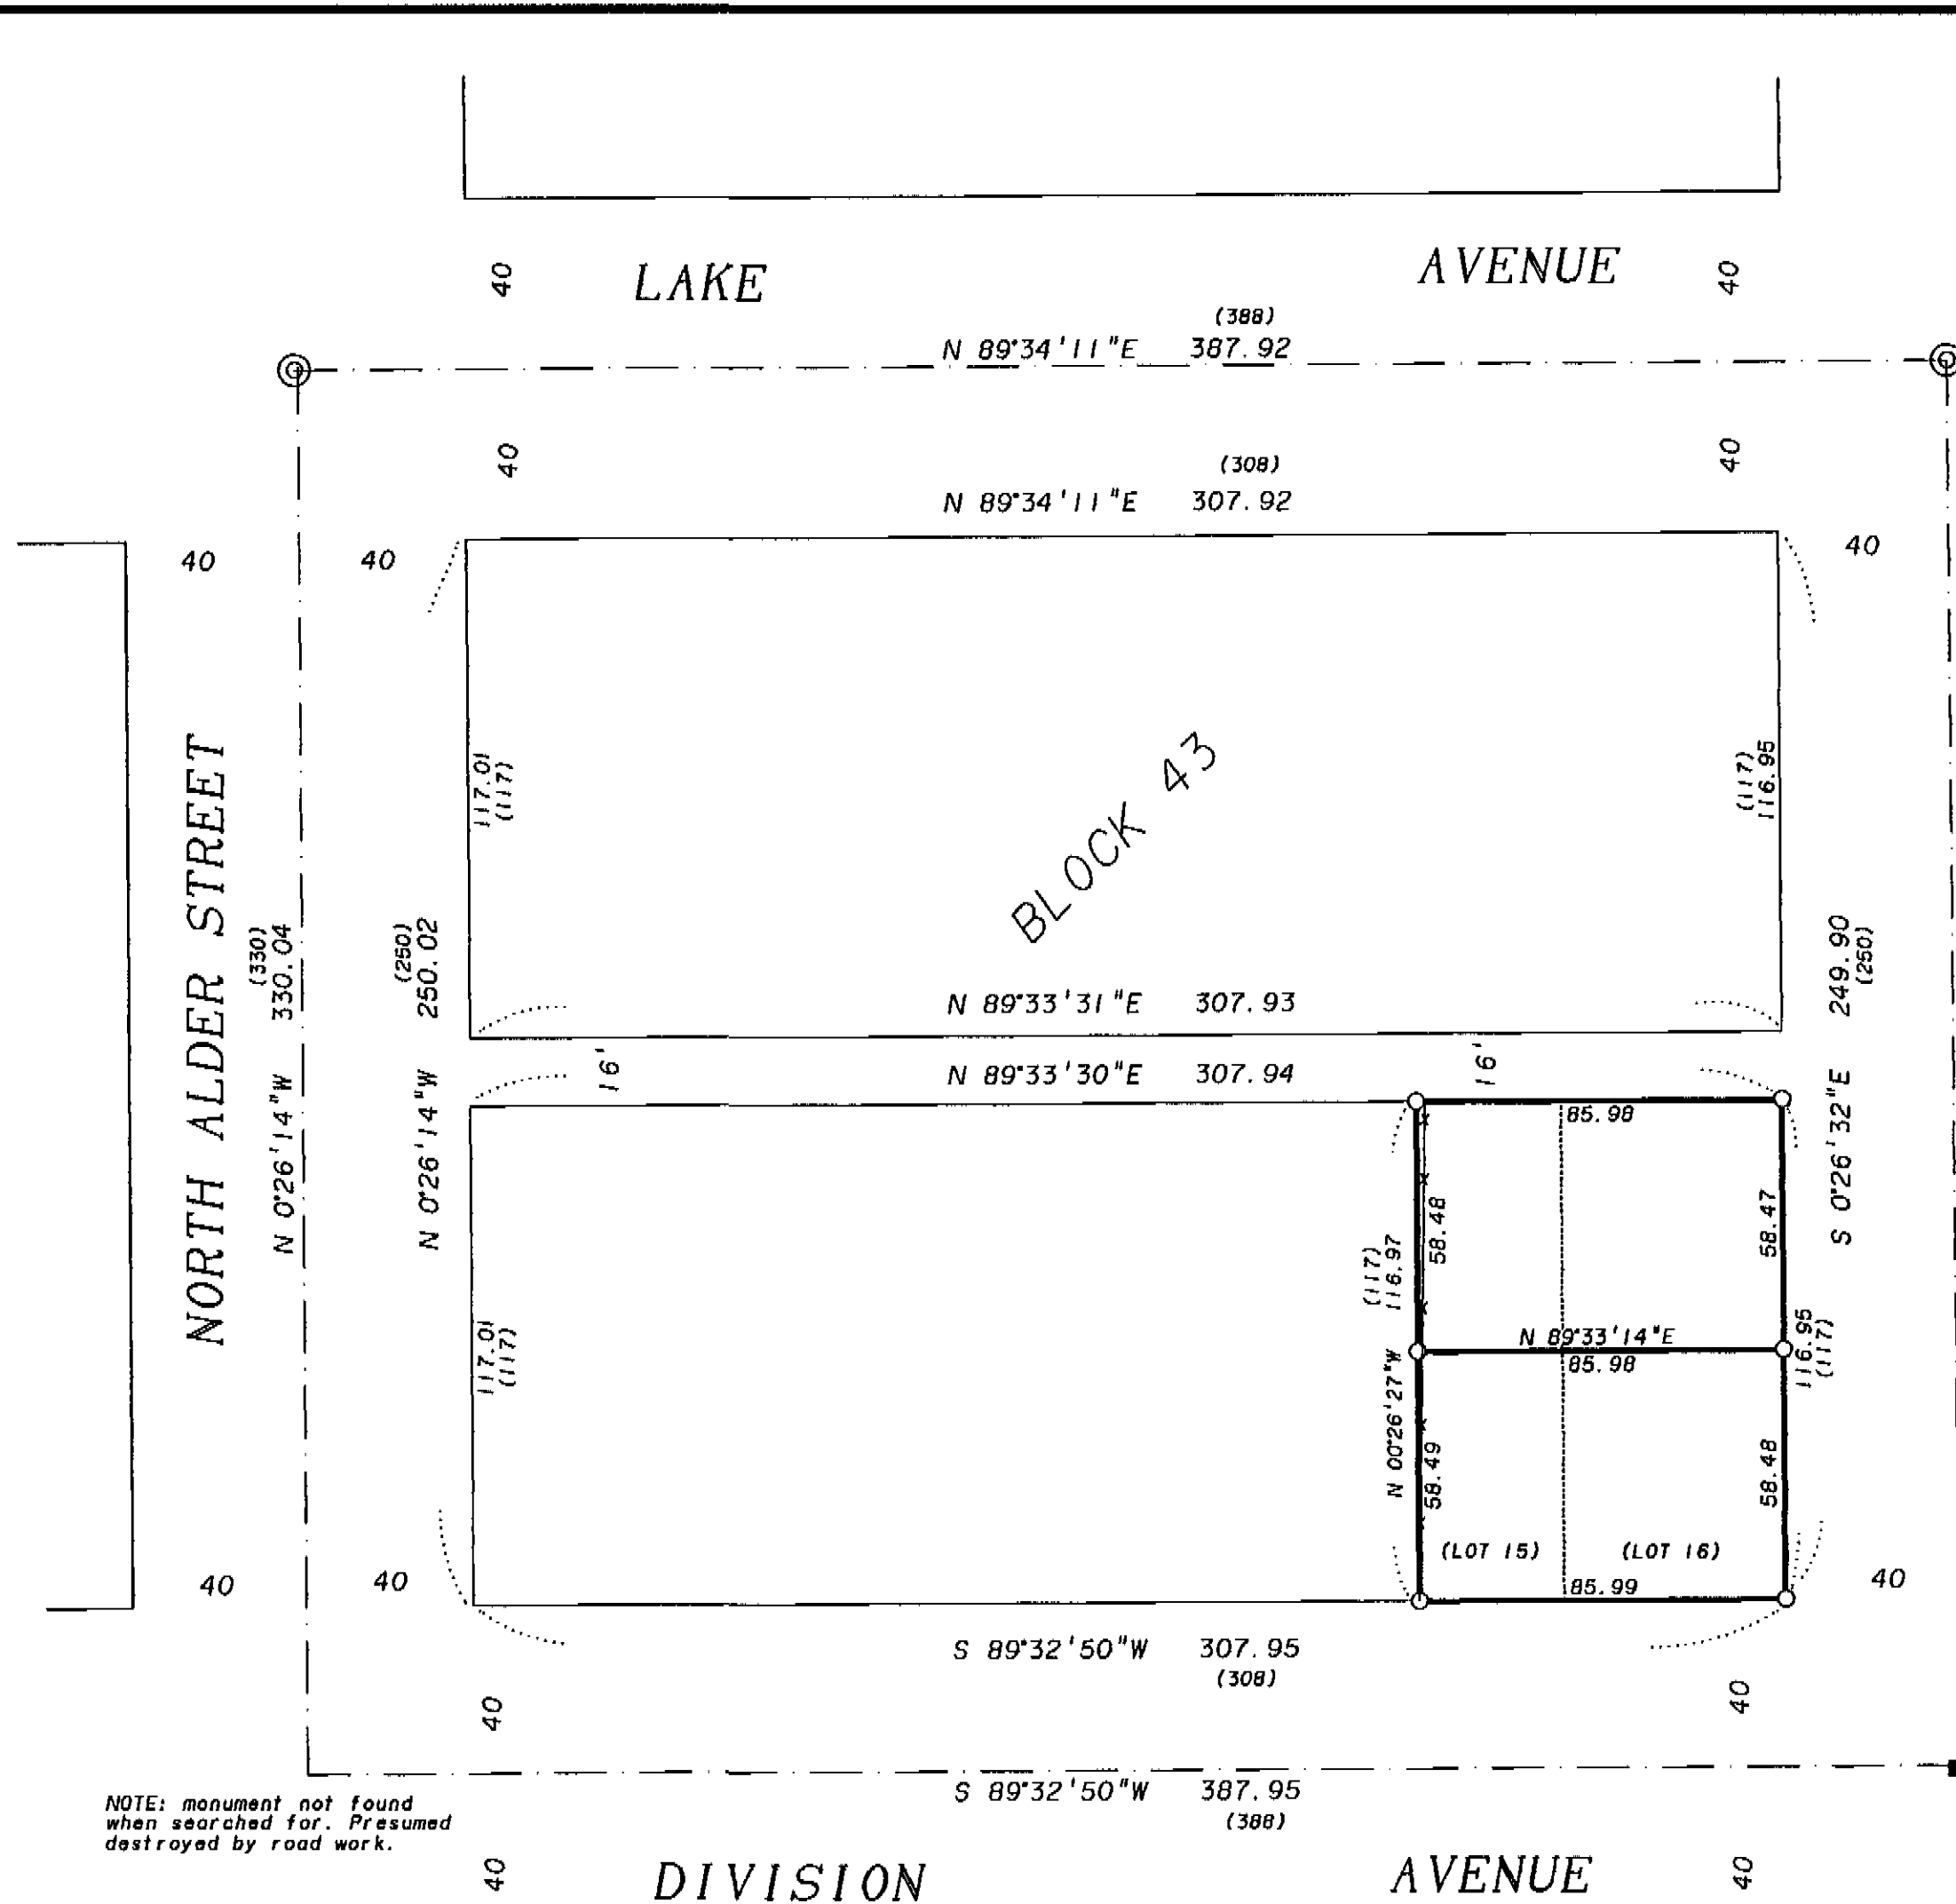 LAKE AVENUE
40 40
(388)
N 89°34'11"E 387.92
40 40
(308)
N 89°34'11"E 307.92
40 40 40
BLOCK 43
117.01
(117)
(117)
116.95
NORTH ALDER STREET
(330)
N 0°26'14"W 330.04
(250)
N 0°26'14"W 250.02
S 0°26'32"E 249.90
(250)
N 89°33'31"E 307.93
16' 16'
N 89°33'30"E 307.94
85.98
58.48
58.47
(117)
116.97
N 00°26'27"W
N 89°33'14"E
85.98
116.95
(117)
117.01
(117)
58.49
58.48
(LOT 15) (LOT 16)
85.99
40 40 40
S 89°32'50"W 307.95
(308)
40 40
S 89°32'50"W 387.95
(388)
NOTE: monument not found
when searched for. Presumed
destroyed by road work.
40 40
DIVISION AVENUE